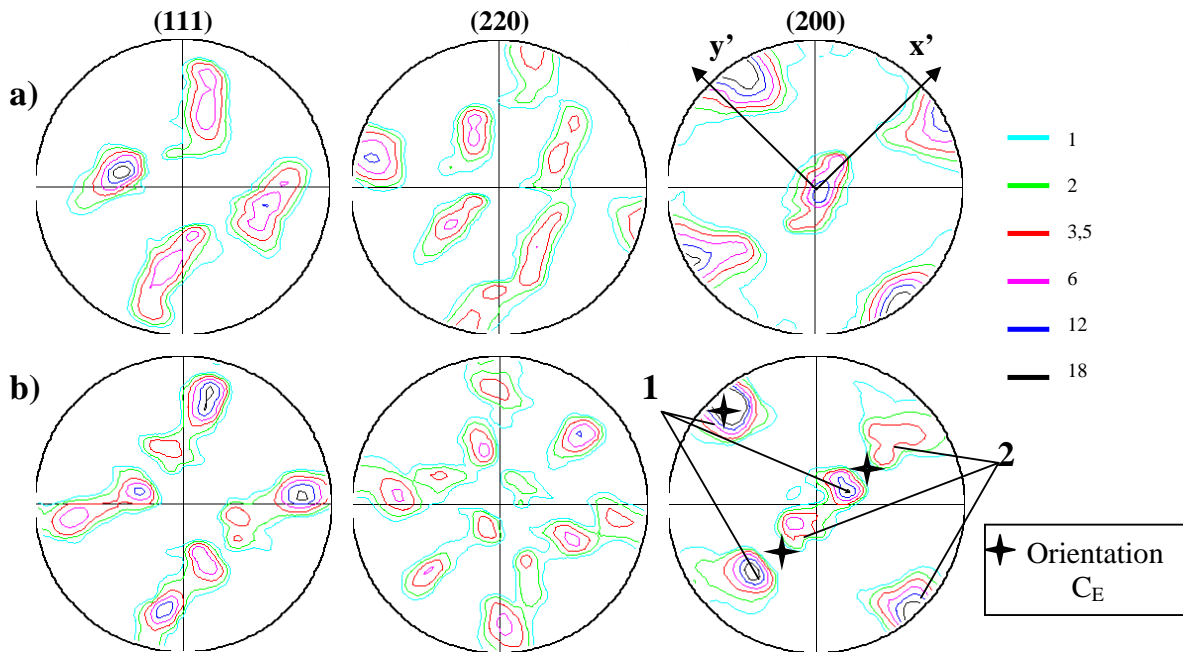 (111) (220) (200)
y’ x’
a)
1
2
3,5
6
12
18
b)
1
2
Orientation
C_E